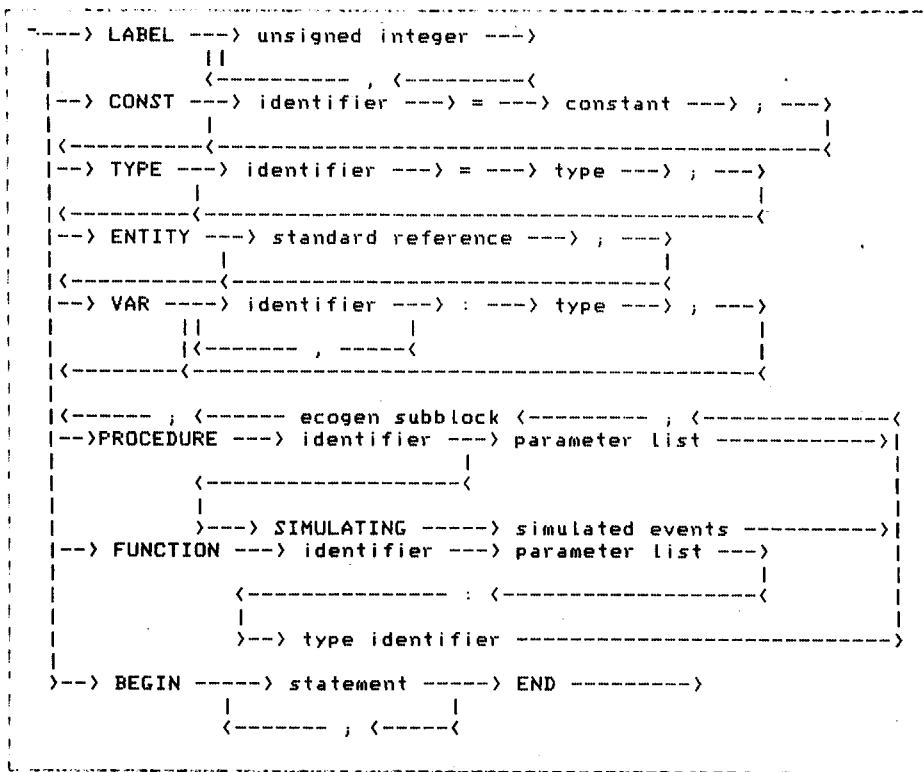 ----> LABEL ---> unsigned integer --->
<---------- , <---------<
--> CONST ---> identifier ---> = ---> constant ---> ; --->
<----------<---------------------------------------------------<
--> TYPE ---> identifier ---> = ---> type ---> ; --->
<---------<----------------------------------------------<
--> ENTITY ---> standard reference ---> ; --->
<------------<------------------------------------<
--> VAR ----> identifier ---> : ---> type ---> ; --->
<------- , -----<
<---------<------------------------------------------------<
<------ ; <------ ecogen subblock <--------- ; <--------------<
-->PROCEDURE ---> identifier ---> parameter list ------------->
<-------------------<
>---> SIMULATING -----> simulated events ---------->
--> FUNCTION ---> identifier ---> parameter list --->
<--------------- : <-------------------<
>--> type identifier ---------------------------->
>--> BEGIN -----> statement -----> END --------->
<------- ; <-----<